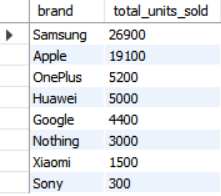 brand total_units_sold
Samsung 26900
Apple 19100
OnePlus 5200
Huawei 5000
Google 4400
Nothing 3000
Xiaomi 1500
Sony 300